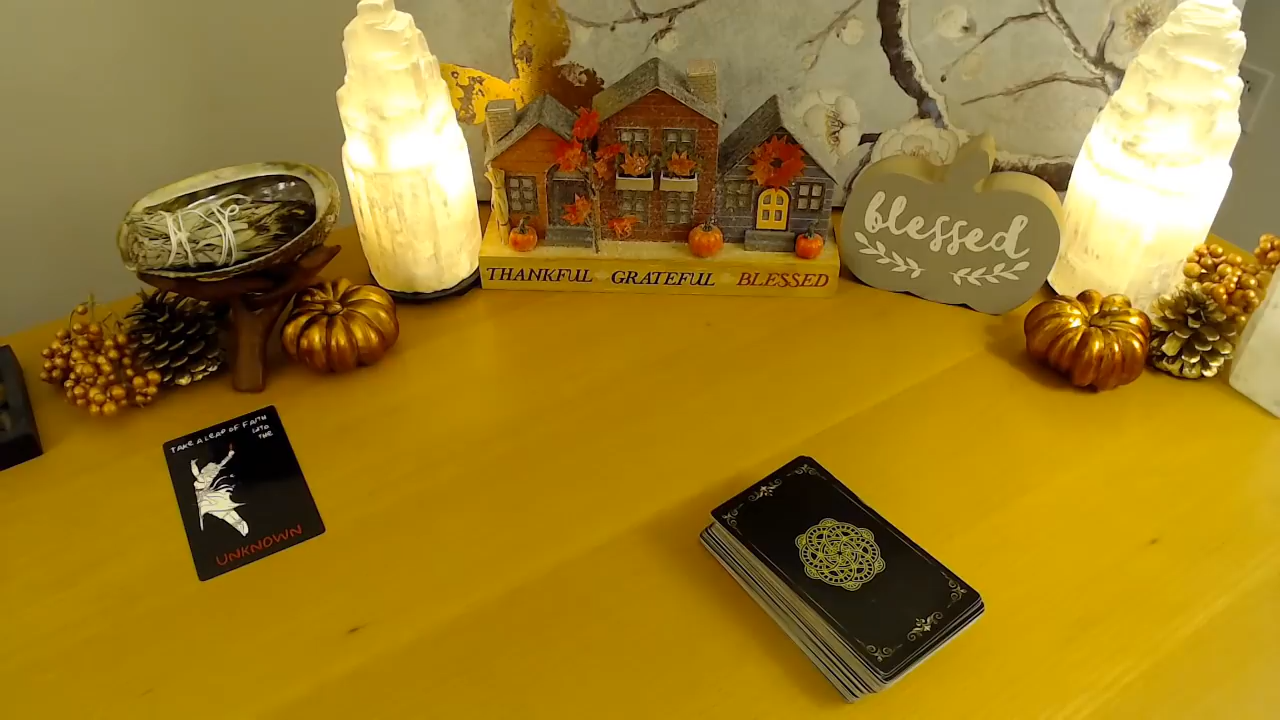 THANKFUL GRATEFUL BLESSED
blessed
TAKE A LEAP OF FAITH
INTO
THE
UNKNOWN